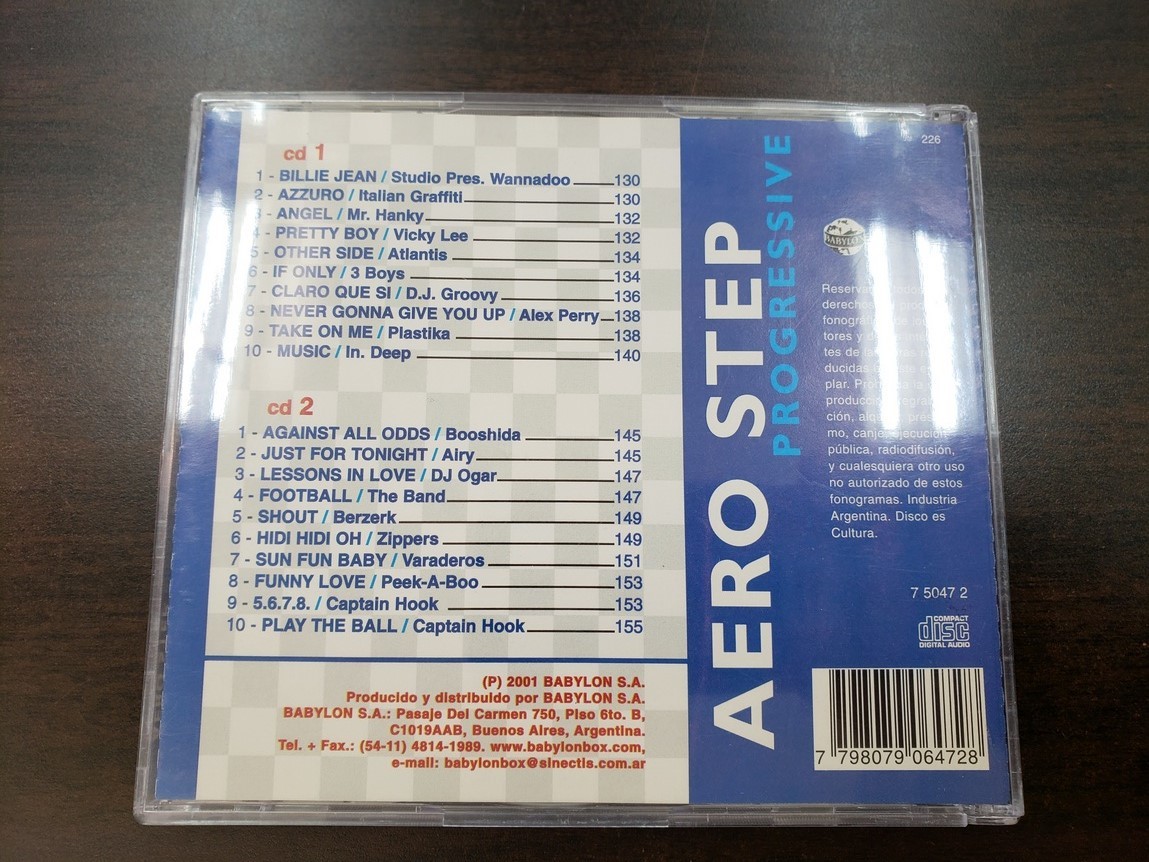 cd 1
1 - BILLIE JEAN / Studio Pres. Wannadoo 130
2 - AZZURO / Italian Graffiti 130
3 - ANGEL / Mr. Hanky 132
4 - PRETTY BOY / Vicky Lee 132
5 - OTHER SIDE / Atlantis 134
6 - IF ONLY / 3 Boys 134
7 - CLARO QUE SI / D.J. Groovy 136
8 - NEVER GONNA GIVE YOU UP / Alex Perry 138
9 - TAKE ON ME / Plastika 138
10 - MUSIC / In. Deep 140
cd 2
1 - AGAINST ALL ODDS / Booshida 145
2 - JUST FOR TONIGHT / Airy 145
3 - LESSONS IN LOVE / DJ Ogar 147
4 - FOOTBALL / The Band 147
5 - SHOUT / Berzerk 149
6 - HIDI HIDI OH / Zippers 149
7 - SUN FUN BABY / Varaderos 151
8 - FUNNY LOVE / Peek-A-Boo 153
9 - 5.6.7.8. / Captain Hook 153
10 - PLAY THE BALL / Captain Hook 155
(P) 2001 BABYLON S.A.
Producido y distribuido por BABYLON S.A.
BABYLON S.A.: Pasaje Del Carmen 750, Piso 6to. B,
C1019AAB, Buenos Aires, Argentina.
Tel. + Fax.: (54-11) 4814-1989. www.babylonbox.com,
e-mail: babylonbox@sinectis.com.ar
AERO STEP
PROGRESSIVE
226
BABYLON
derechos
tes de
plar.
ción,
mo, canje, ejecución
pública, radiodifusión,
y cualesquiera otro uso
no autorizado de estos
fonogramas. Industria
Argentina. Disco es
Cultura.
7 5047 2
COMPACT
disc
DIGITAL AUDIO
7 798079 064728